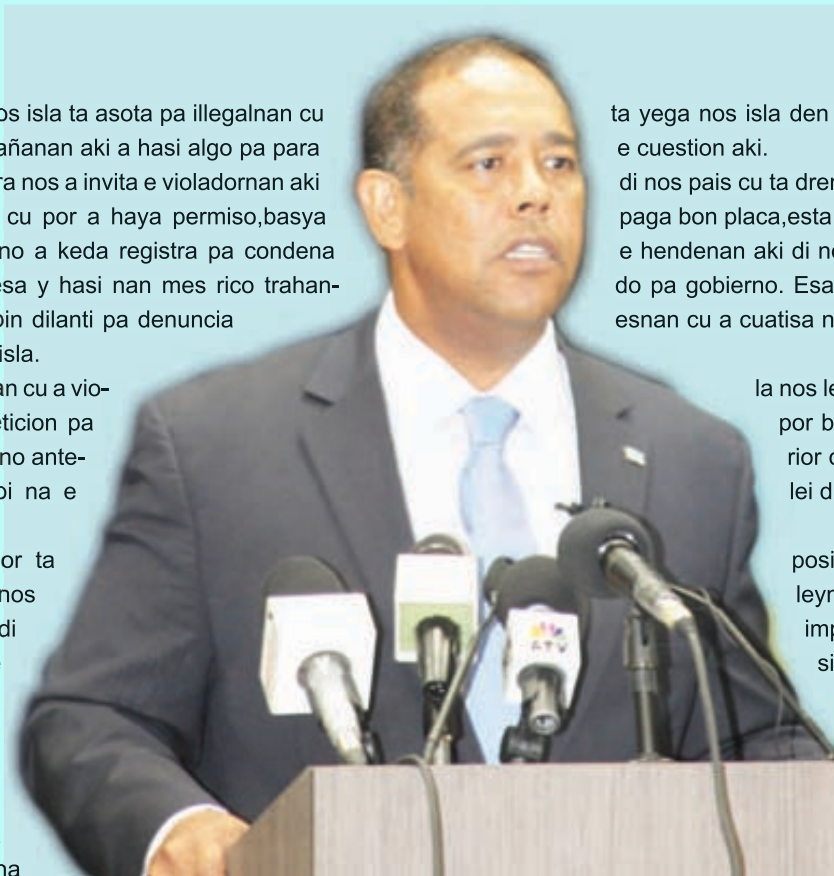 os isla ta asota pa illegalnan cu
añanan aki a hasi algo pa para
ra nos a invita e violadornan aki
cu por a haya permiso,basya
no a keda registra pa condena
esa y hasi nan mes rico trahan-
bin dilanti pa denuncia
isla.
an cu a vio-
eticion pa
no ante-
oi na e
or ta
nos
di
na
ta yega nos isla den
e cuestion aki.
di nos pais cu ta dren
paga bon placa,esta
e hendenan aki di ne
do pa gobierno. Esa
esnan cu a cuatisa n
la nos le
por b
rior d
lei d
posi
leyn
imp
si
ATV